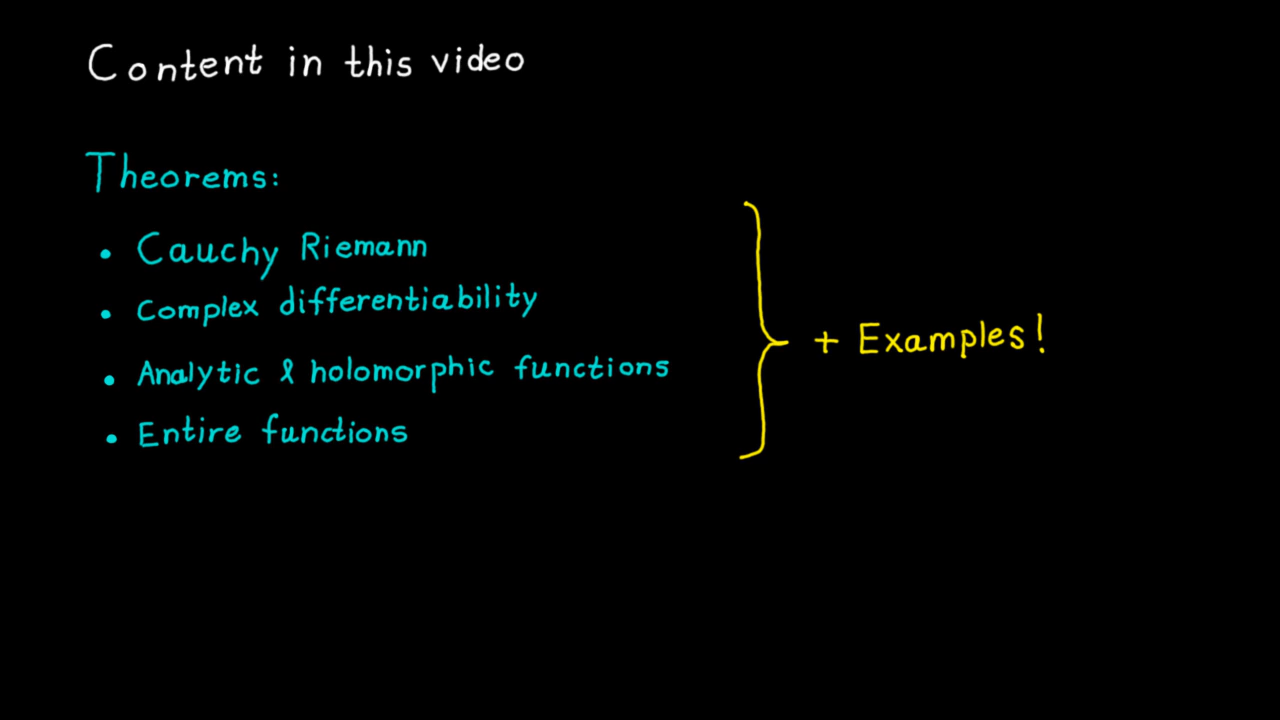 Content in this video
Theorems:
• Cauchy Riemann
• Complex differentiability
• Analytic & holomorphic functions
• Entire functions
+ Examples!